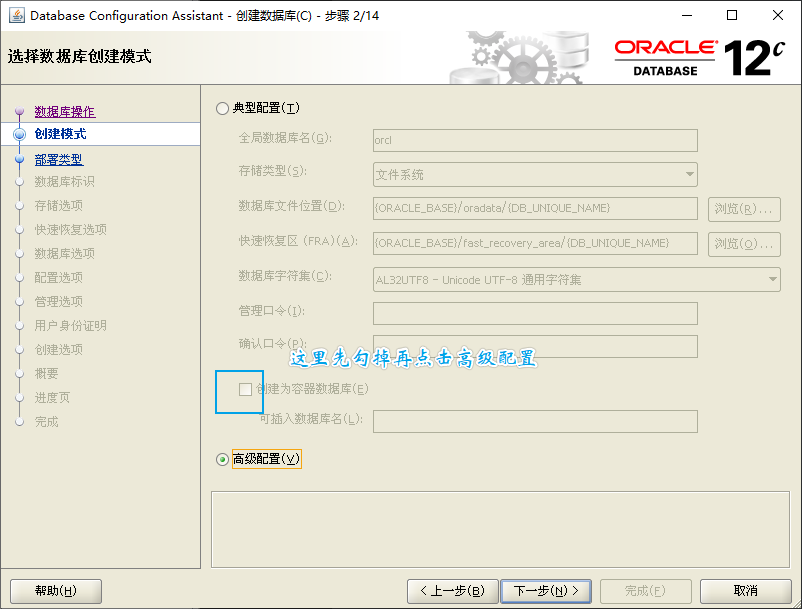 Database Configuration Assistant - 创建数据库(C) - 步骤 2/14
选择数据库创建模式
ORACLE®
DATABASE
12c
数据库操作
创建模式
部署类型
数据库标识
存储选项
快速恢复选项
数据库选项
配置选项
管理选项
用户身份证明
创建选项
概要
进度页
完成
典型配置(T)
全局数据库名(G):
orcl
存储类型(S):
文件系统
数据库文件位置(D):
{ORACLE_BASE}/oradata/{DB_UNIQUE_NAME}
浏览(R)...
快速恢复区 (FRA)(A):
{ORACLE_BASE}/fast_recovery_area/{DB_UNIQUE_NAME}
浏览(O)...
数据库字符集(C):
AL32UTF8 - Unicode UTF-8 通用字符集
管理口令(I):
确认口令(P):
这里先勾掉再点击高级配置
创建为容器数据库(E)
可插入数据库名(L):
高级配置(V)
帮助(H)
< 上一步(B)
下一步(N) >
完成(F)
取消